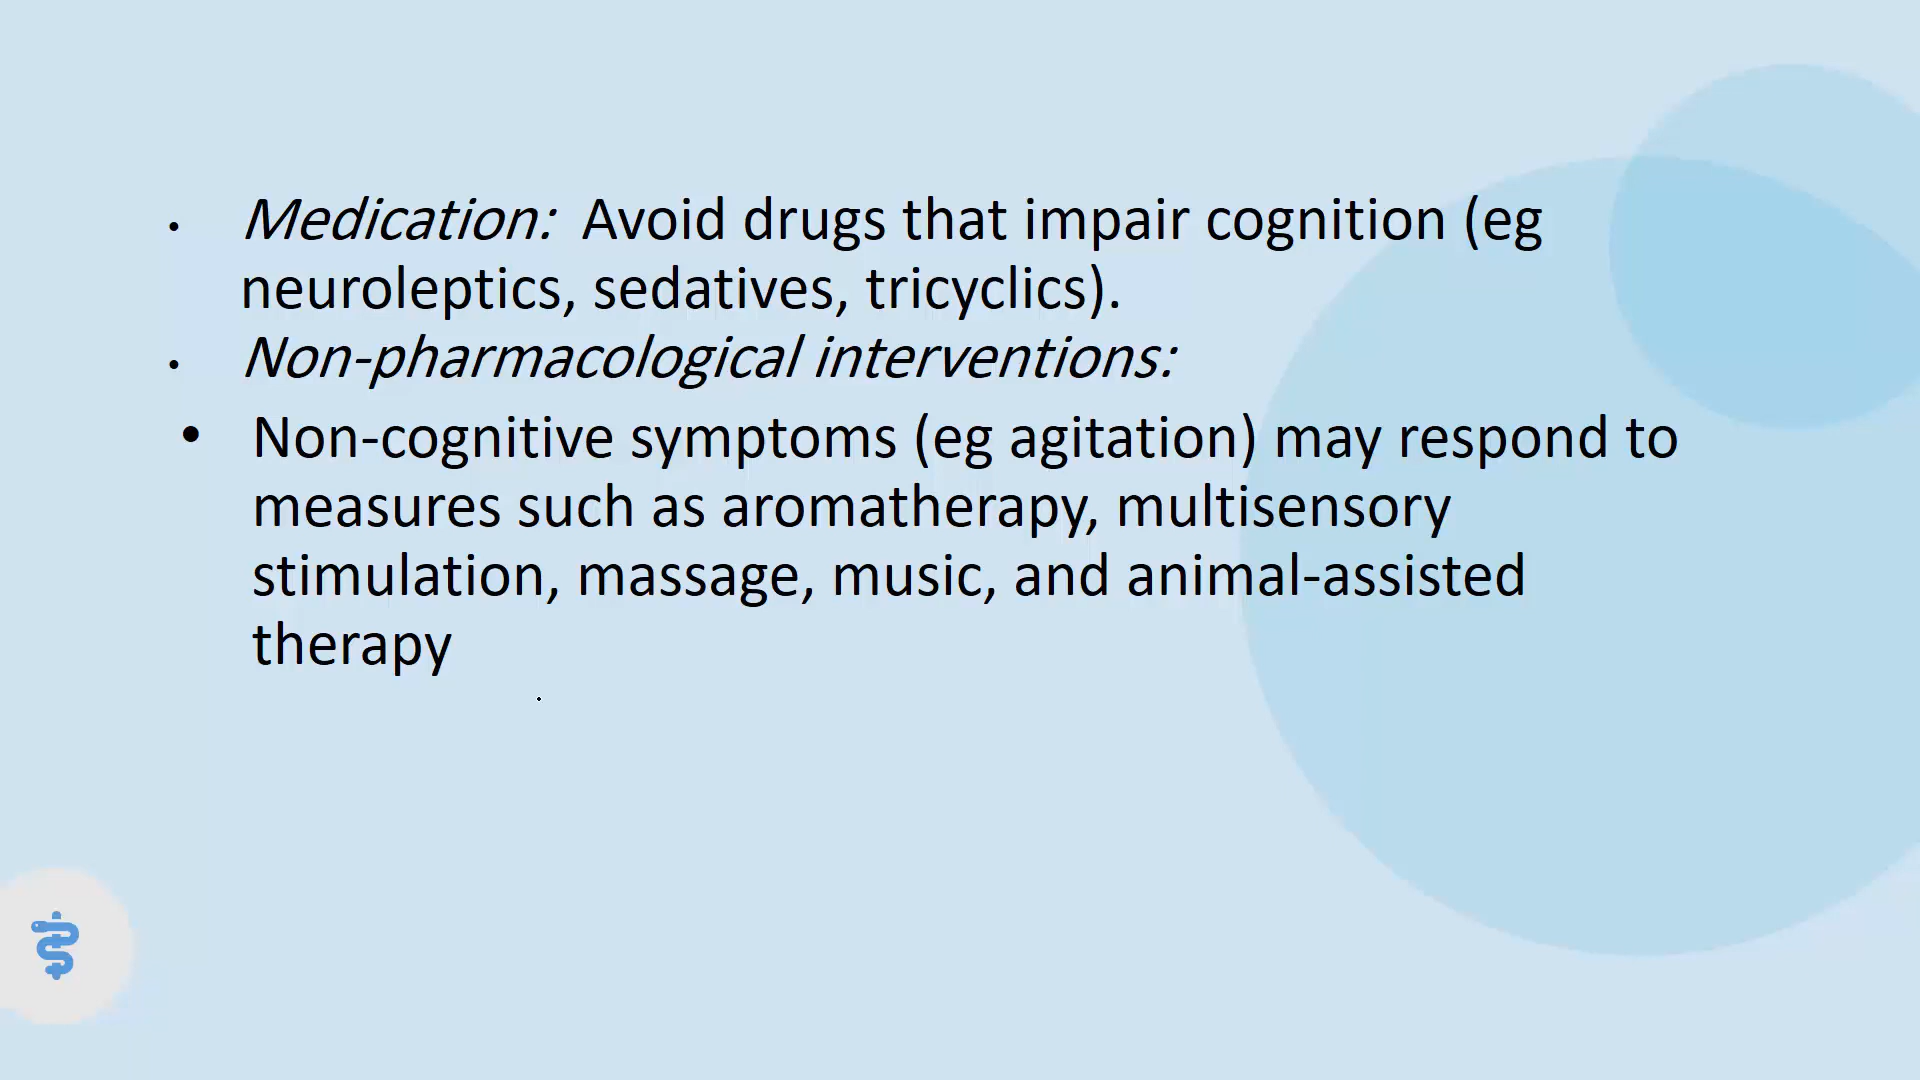 • Medication: Avoid drugs that impair cognition (eg
neuroleptics, sedatives, tricyclics).
• Non-pharmacological interventions:
• Non-cognitive symptoms (eg agitation) may respond to
measures such as aromatherapy, multisensory
stimulation, massage, music, and animal-assisted
therapy